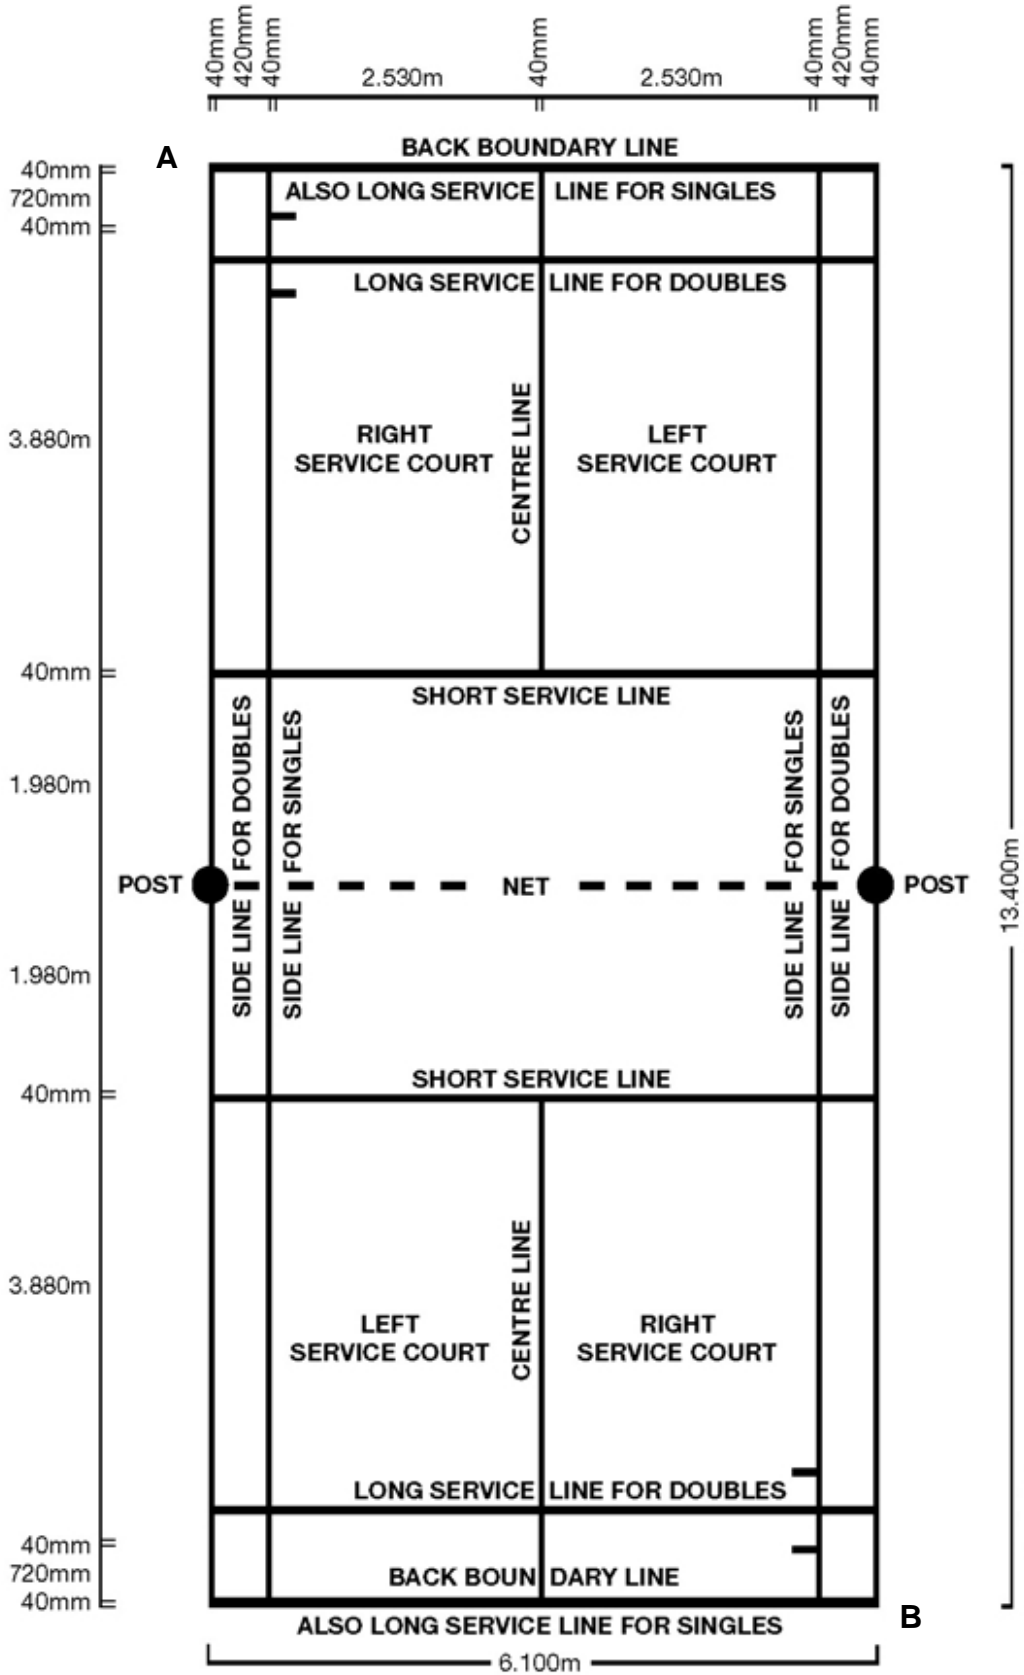 40mm
420mm
40mm
2.530m
40mm
2.530m
40mm
420mm
40mm
A
BACK BOUNDARY LINE
40mm
ALSO LONG SERVICE LINE FOR SINGLES
720mm
40mm
LONG SERVICE LINE FOR DOUBLES
3.880m
RIGHT
SERVICE COURT
CENTRE LINE
LEFT
SERVICE COURT
40mm
SHORT SERVICE LINE
1.980m
SIDE LINE FOR DOUBLES
SIDE LINE FOR SINGLES
SIDE LINE FOR SINGLES
SIDE LINE FOR DOUBLES
POST
NET
POST
13.400m
1.980m
SHORT SERVICE LINE
40mm
3.880m
LEFT
SERVICE COURT
CENTRE LINE
RIGHT
SERVICE COURT
LONG SERVICE LINE FOR DOUBLES
40mm
720mm
BACK BOUNDARY LINE
40mm
B
ALSO LONG SERVICE LINE FOR SINGLES
6.100m